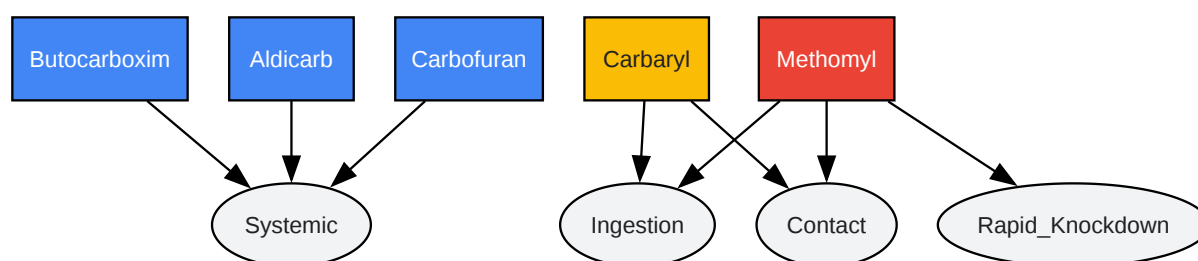 Butocarboxim
Aldicarb
Carbofuran
Carbaryl
Methomyl
Systemic
Ingestion
Contact
Rapid_Knockdown